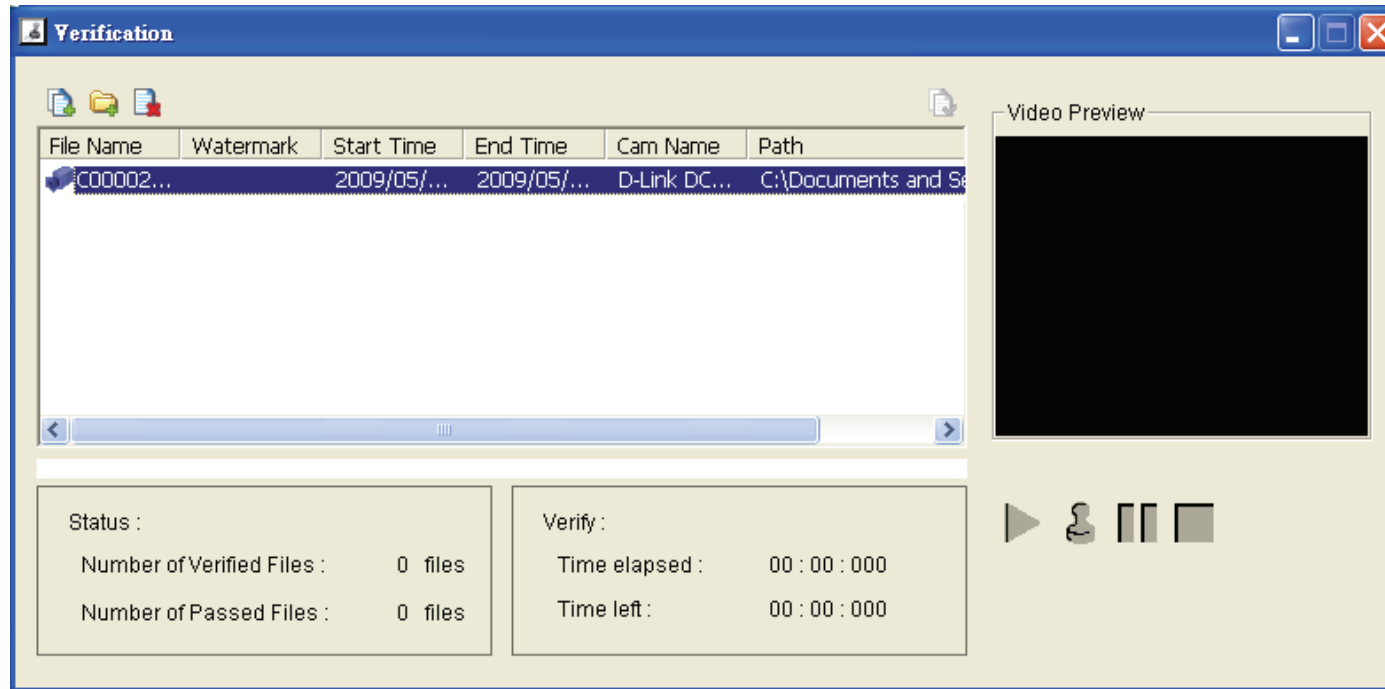 Verification
Video Preview
File Name Watermark Start Time End Time Cam Name Path
C00002... 2009/05/... 2009/05/... D-Link DC... C:\Documents and Se
Status :
Number of Verified Files : 0 files
Number of Passed Files : 0 files
Verify :
Time elapsed : 00 : 00 : 000
Time left : 00 : 00 : 000